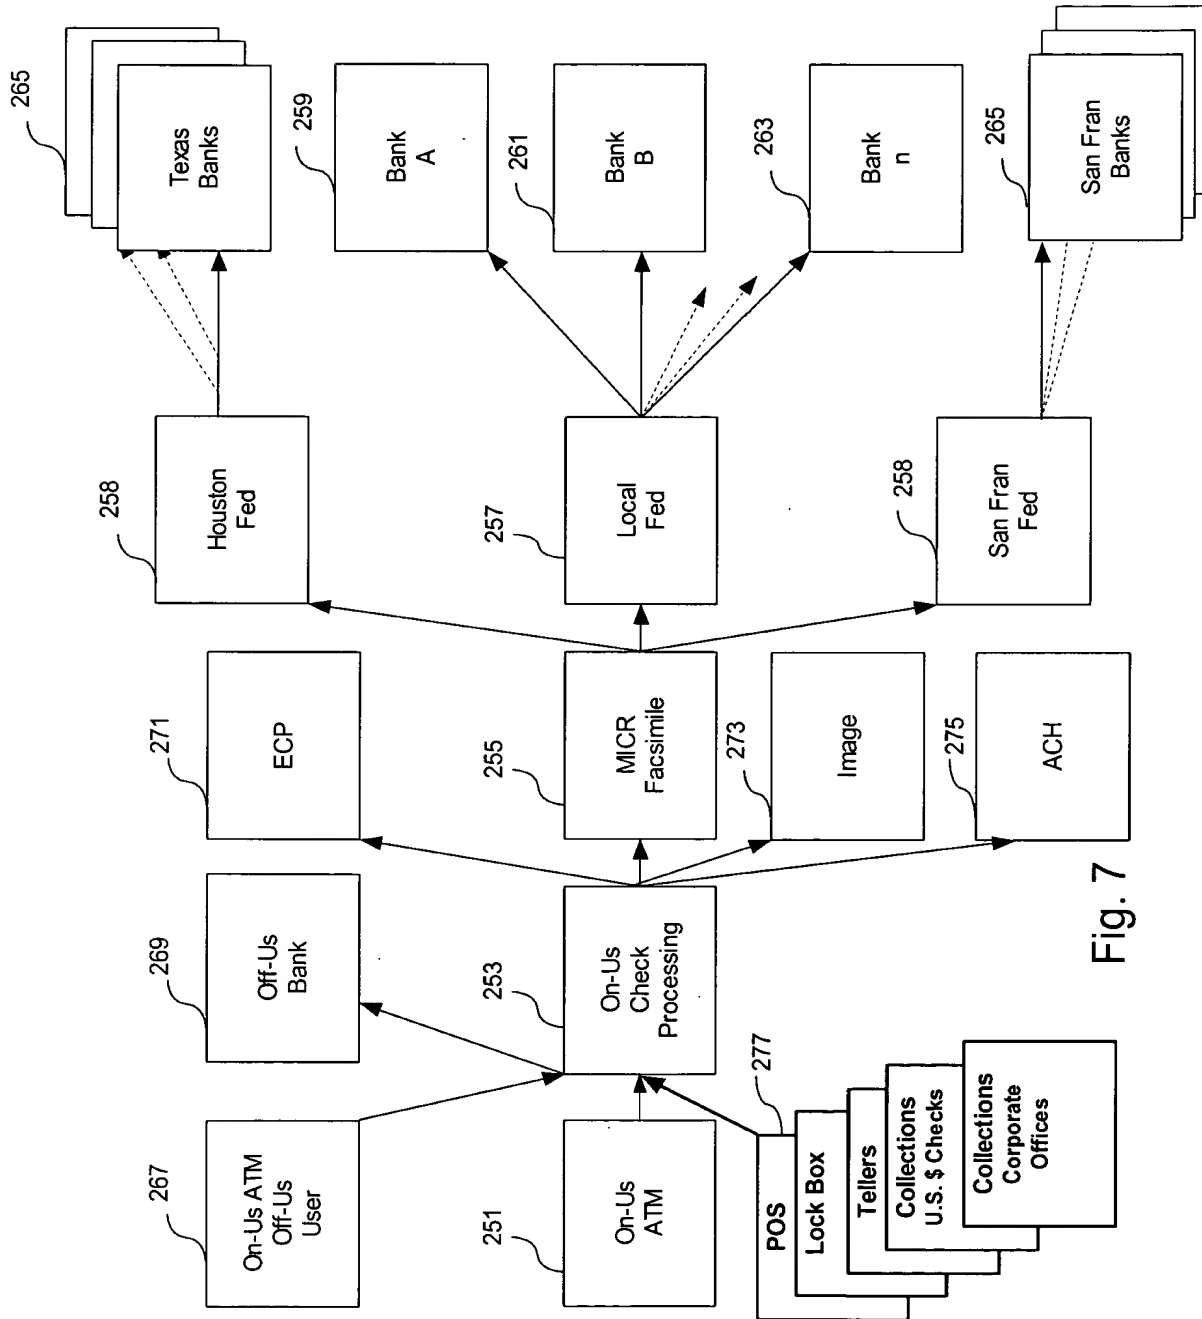 265
Texas
Banks
259
Bank
A
261
Bank
B
263
Bank
n
265
San Fran
Banks
258
Houston
Fed
257
Local
Fed
258
San Fran
Fed
271
ECP
255
MICR
Facsimile
273
Image
275
ACH
269
Off-Us
Bank
253
On-Us
Check
Processing
267
On-Us ATM
Off-Us
User
251
On-Us
ATM
277
POS
Lock Box
Tellers
Collections
U.S. $ Checks
Collections
Corporate
Offices
Fig. 7